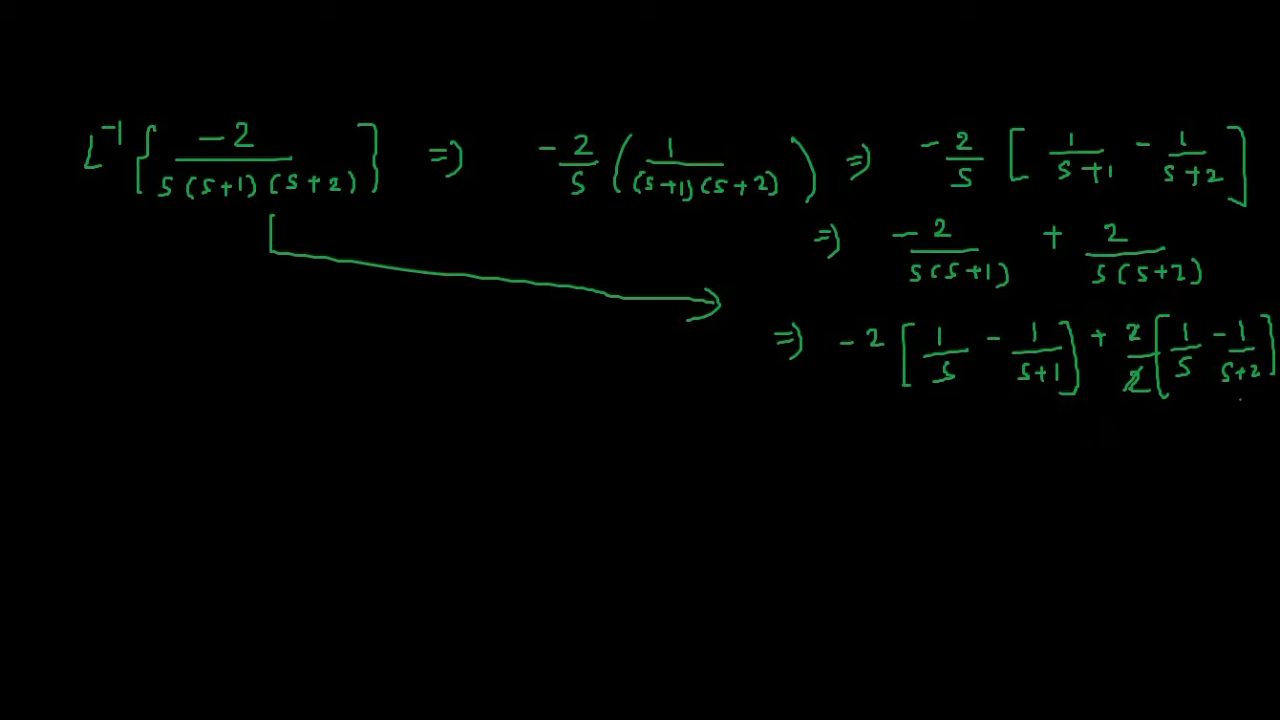 L^-1 { -2 / s(s+1)(s+2) } => -2/s ( 1 / (s+1)(s+2) ) => -2/s [ 1/(s+1) - 1/(s+2) ]
=> -2 / s(s+1) + 2 / s(s+2)
=> -2 [ 1/s - 1/(s+1) ] + 2/2 [ 1/s - 1/(s+2) ]